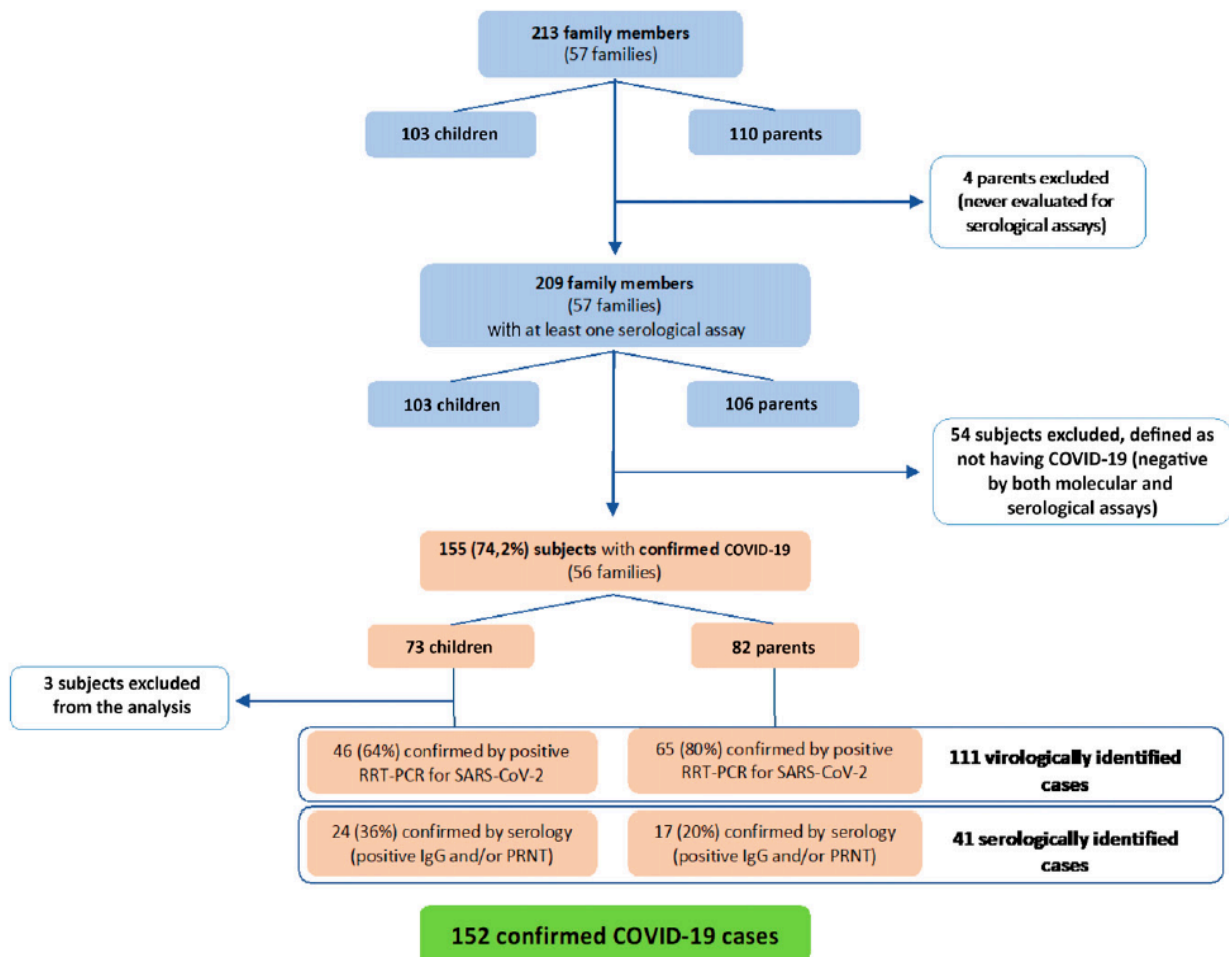 213 family members
(57 families)
103 children
110 parents
4 parents excluded
(never evaluated for
serological assays)
209 family members
(57 families)
with at least one serological assay
103 children
106 parents
54 subjects excluded, defined as
not having COVID-19 (negative
by both molecular and
serological assays)
155 (74,2%) subjects with confirmed COVID-19
(56 families)
73 children
82 parents
3 subjects excluded
from the analysis
46 (64%) confirmed by positive
RRT-PCR for SARS-CoV-2
65 (80%) confirmed by positive
RRT-PCR for SARS-CoV-2
111 virologically identified
cases
24 (36%) confirmed by serology
(positive IgG and/or PRNT)
17 (20%) confirmed by serology
(positive IgG and/or PRNT)
41 serologically identified
cases
152 confirmed COVID-19 cases